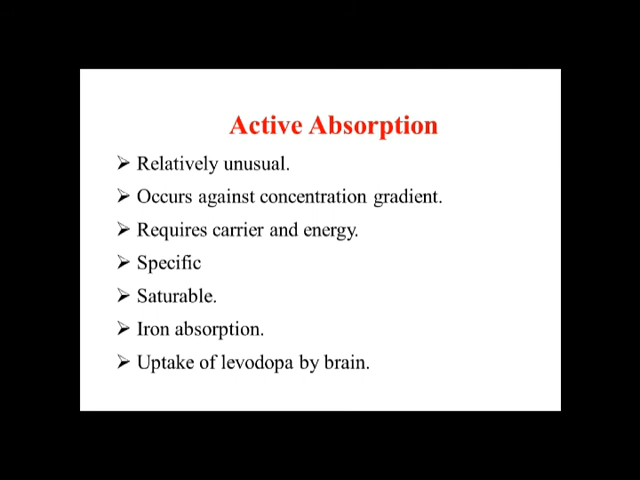 Active Absorption
➢ Relatively unusual.
➢ Occurs against concentration gradient.
➢ Requires carrier and energy.
➢ Specific
➢ Saturable.
➢ Iron absorption.
➢ Uptake of levodopa by brain.